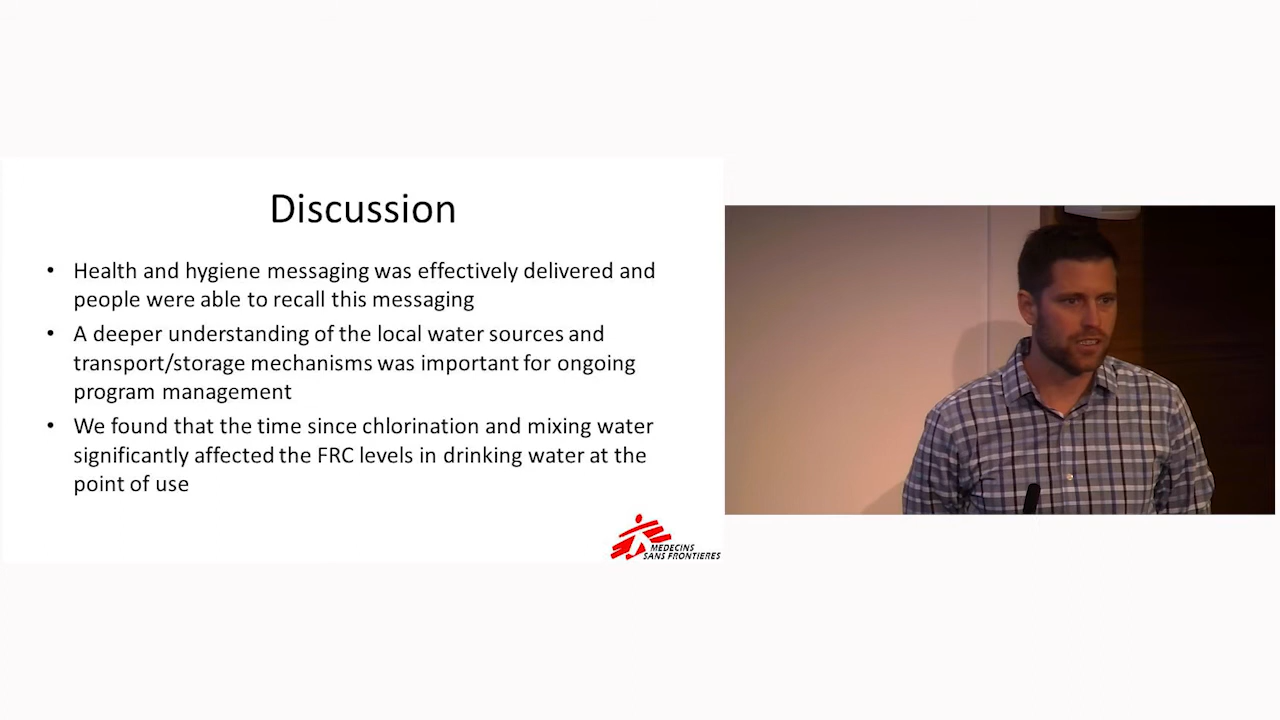 Discussion
• Health and hygiene messaging was effectively delivered and
people were able to recall this messaging
• A deeper understanding of the local water sources and
transport/storage mechanisms was important for ongoing
program management
• We found that the time since chlorination and mixing water
significantly affected the FRC levels in drinking water at the
point of use
MEDECINS
SANS FRONTIERES